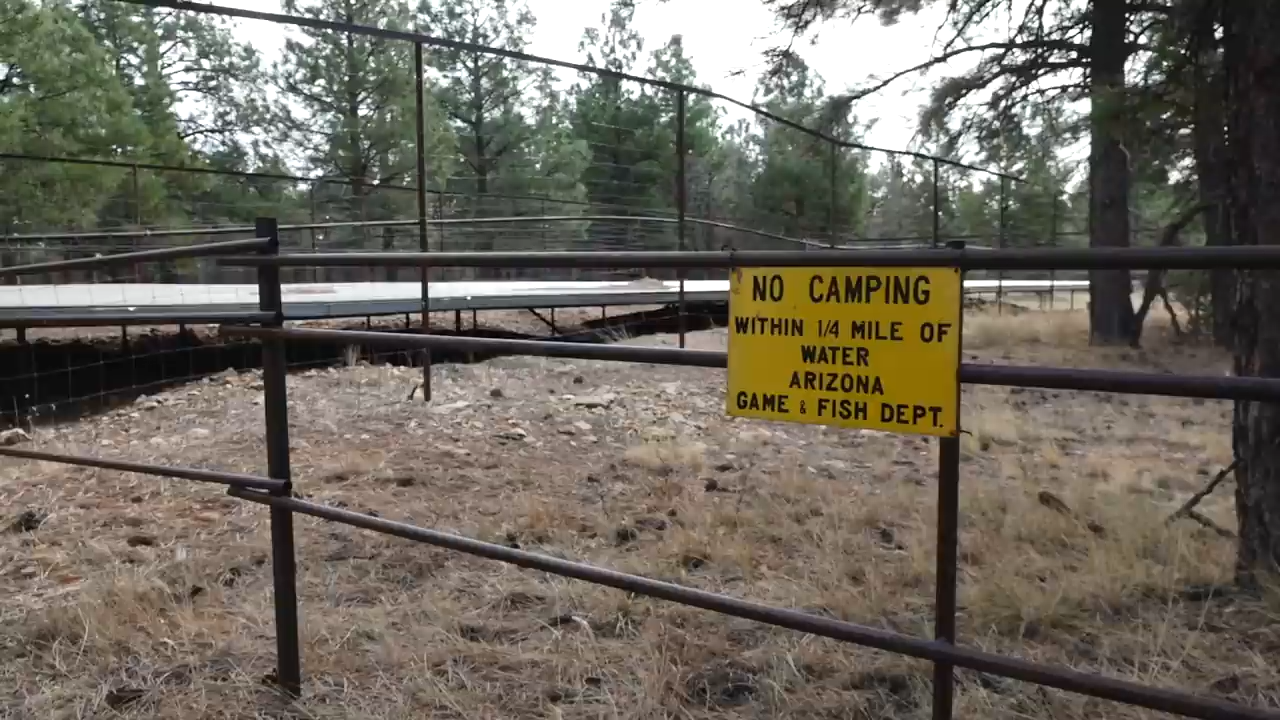 NO CAMPING
WITHIN 1/4 MILE OF
WATER
ARIZONA
GAME & FISH DEPT.